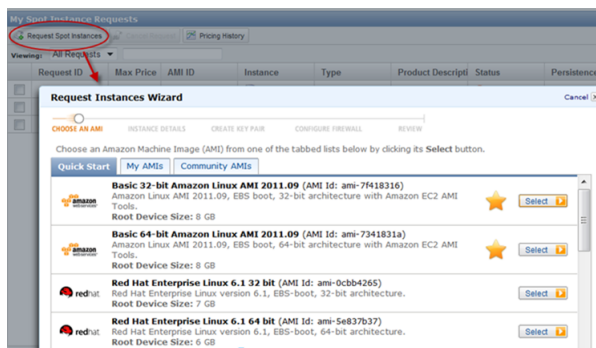 My Spot Instance Requests
Request Spot Instances Pricing History
Viewing: All Requests
Request ID Max Price AMI ID Instance Type Product Descripti Status Persistence
Request Instances Wizard Cancel
CHOOSE AN AMI INSTANCE DETAILS CREATE KEY PAIR CONFIGURE FIREWALL REVIEW
Choose an Amazon Machine Image (AMI) from one of the tabbed lists below by clicking its Select button.
Quick Start My AMIs Community AMIs
Basic 32-bit Amazon Linux AMI 2011.09 (AMI Id: ami-7f418316)
Amazon Linux AMI 2011.09, EBS boot, 32-bit architecture with Amazon EC2 AMI
Tools.
Root Device Size: 8 GB
amazon
webservices
Select
Basic 64-bit Amazon Linux AMI 2011.09 (AMI Id: ami-7341831a)
Amazon Linux AMI 2011.09, EBS boot, 64-bit architecture with Amazon EC2 AMI
Tools.
Root Device Size: 8 GB
amazon
webservices
Select
Red Hat Enterprise Linux 6.1 32 bit (AMI Id: ami-0cbb4265)
Red Hat Enterprise Linux version 6.1, EBS-boot, 32-bit architecture.
Root Device Size: 7 GB
redhat
Select
Red Hat Enterprise Linux 6.1 64 bit (AMI Id: ami-5e837b37)
Red Hat Enterprise Linux version 6.1, EBS-boot, 64-bit architecture.
Root Device Size: 6 GB
redhat
Select